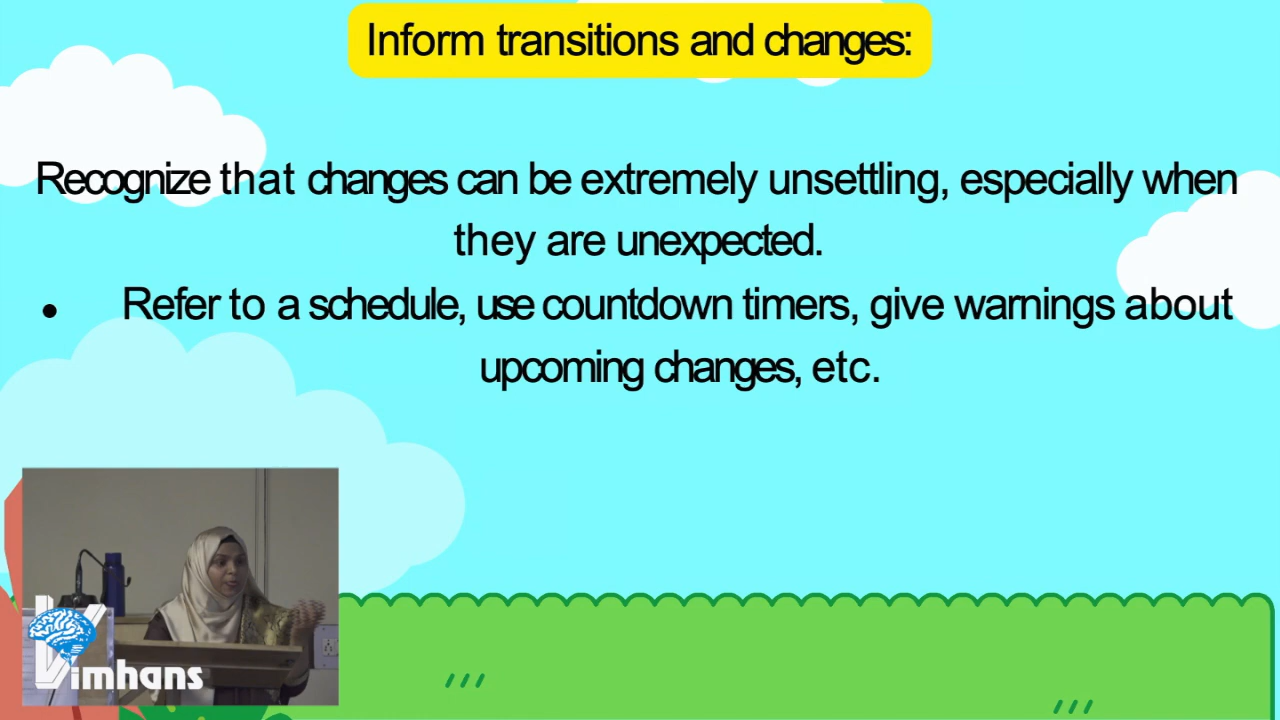 Inform transitions and changes:
Recognize that changes can be extremely unsettling, especially when
they are unexpected.
● Refer to a schedule, use countdown timers, give warnings about
upcoming changes, etc.
Vimhans